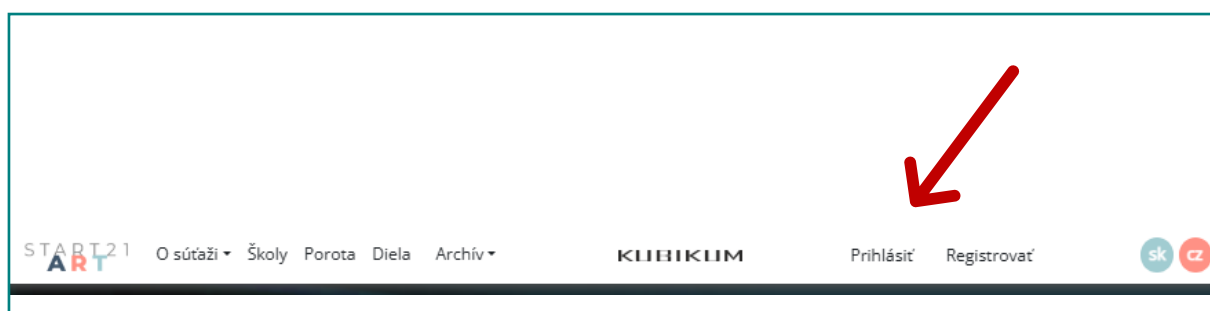 START21
ART
O súťaži Školy Porota Diela Archív KUBIKUM Prihlásiť Registrovať sk cz